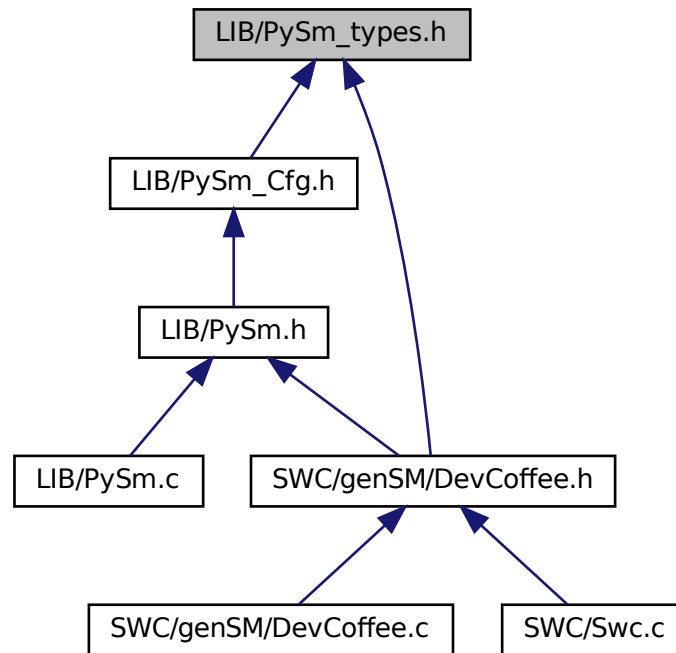 LIB/PySm_types.h
LIB/PySm_Cfg.h
LIB/PySm.h
LIB/PySm.c
SWC/genSM/DevCoffee.h
SWC/genSM/DevCoffee.c
SWC/Swc.c